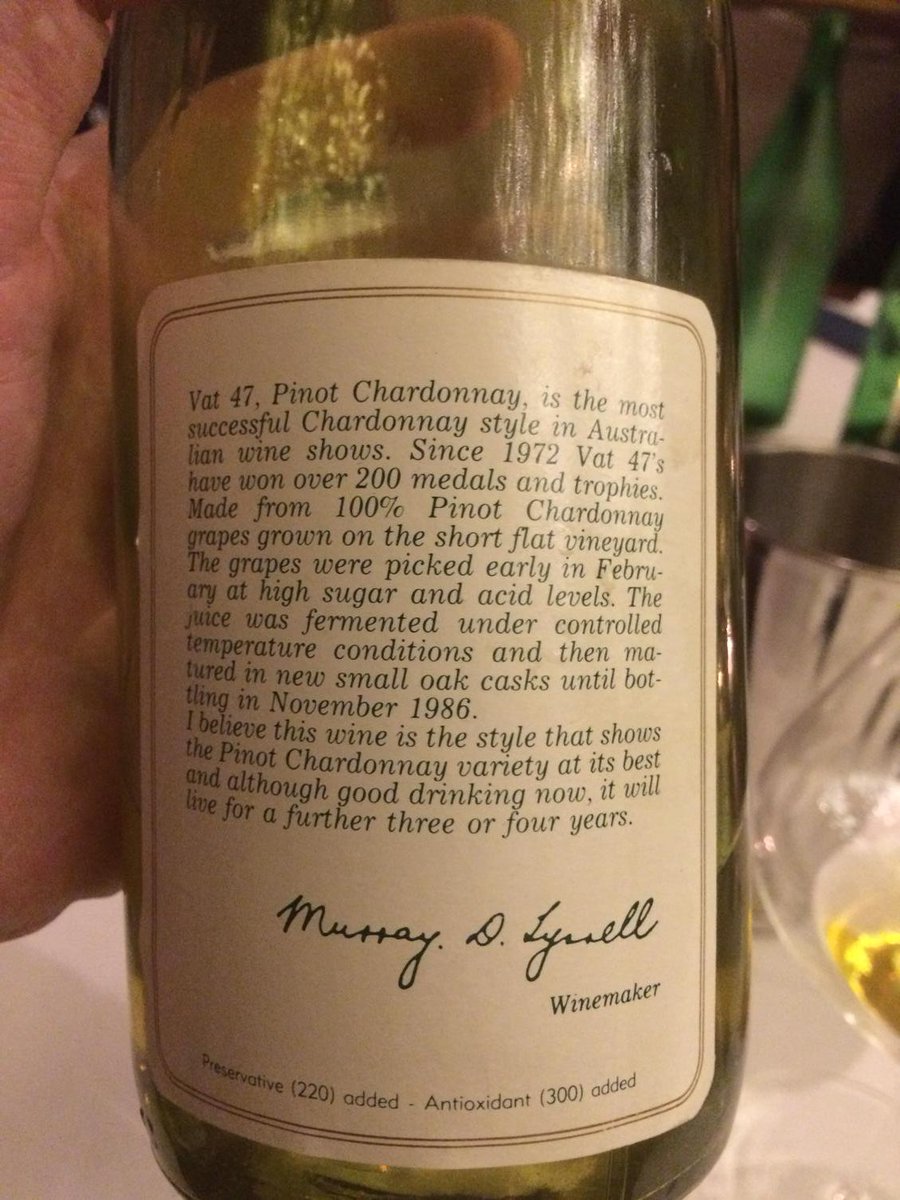 Vat 47, Pinot Chardonnay, is the most
successful Chardonnay style in Austra-
lian wine shows. Since 1972 Vat 47's
have won over 200 medals and trophies.
Made from 100% Pinot Chardonnay
grapes grown on the short flat vineyard.
The grapes were picked early in Febru-
ary at high sugar and acid levels. The
juice was fermented under controlled
temperature conditions and then ma-
tured in new small oak casks until bot-
tling in November 1986.
I believe this wine is the style that shows
the Pinot Chardonnay variety at its best
and although good drinking now, it will
live for a further three or four years.
Murray. D. Tyrrell
Winemaker
Preservative (220) added - Antioxidant (300) added